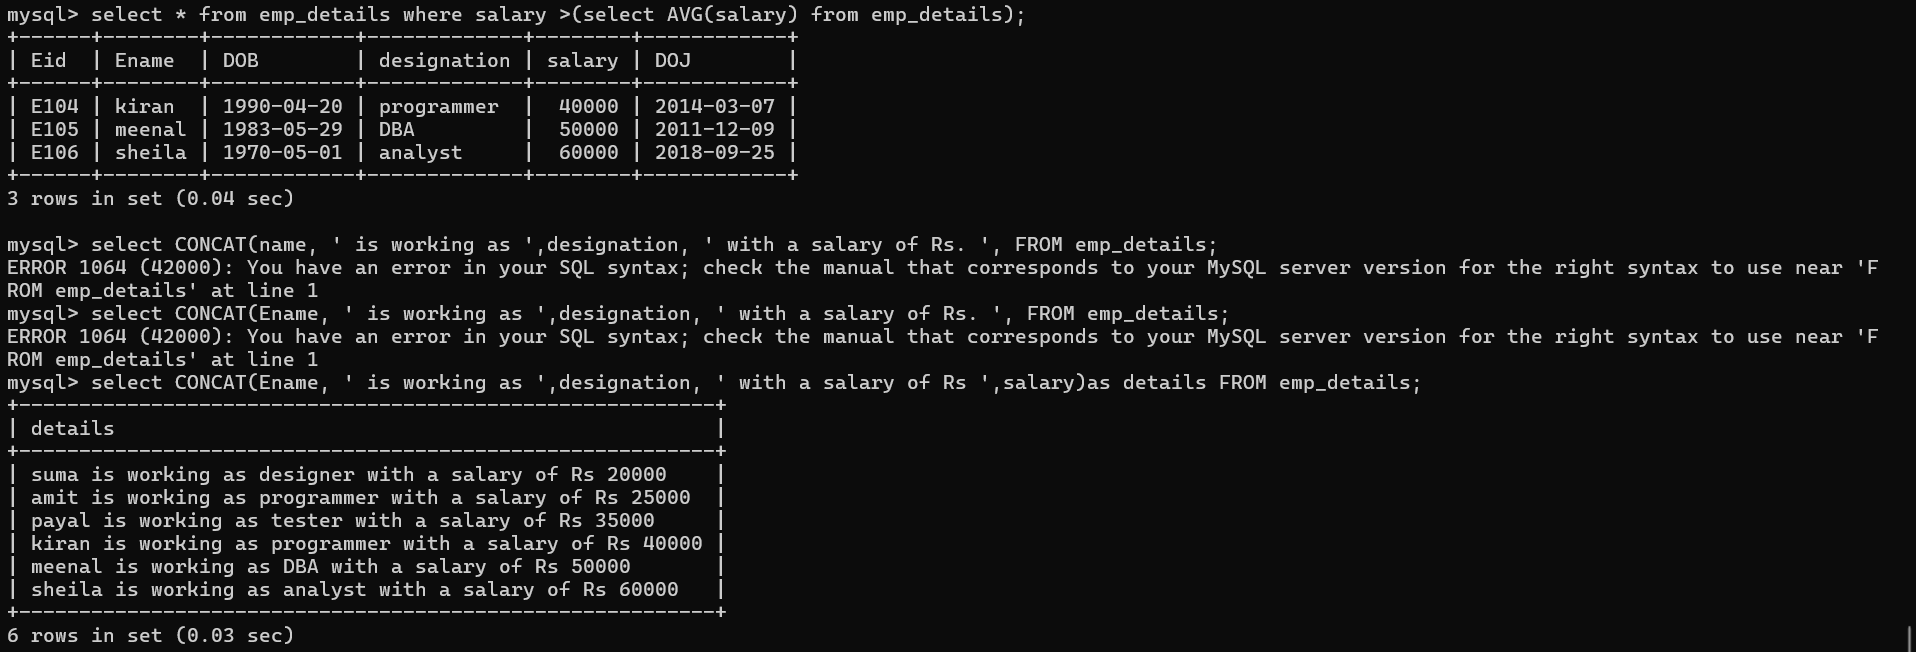 mysql> select * from emp_details where salary >(select AVG(salary) from emp_details);
+------+--------+------------+-------------+--------+------------+
| Eid  | Ename  | DOB        | designation | salary | DOJ        |
+------+--------+------------+-------------+--------+------------+
| E104 | kiran  | 1990-04-20 | programmer  |  40000 | 2014-03-07 |
| E105 | meenal | 1983-05-29 | DBA         |  50000 | 2011-12-09 |
| E106 | sheila | 1970-05-01 | analyst     |  60000 | 2018-09-25 |
+------+--------+------------+-------------+--------+------------+
3 rows in set (0.04 sec)

mysql> select CONCAT(name, ' is working as ',designation, ' with a salary of Rs. ', FROM emp_details;
ERROR 1064 (42000): You have an error in your SQL syntax; check the manual that corresponds to your MySQL server version for the right syntax to use near 'F
ROM emp_details' at line 1
mysql> select CONCAT(Ename, ' is working as ',designation, ' with a salary of Rs. ', FROM emp_details;
ERROR 1064 (42000): You have an error in your SQL syntax; check the manual that corresponds to your MySQL server version for the right syntax to use near 'F
ROM emp_details' at line 1
mysql> select CONCAT(Ename, ' is working as ',designation, ' with a salary of Rs ',salary)as details FROM emp_details;
+----------------------------------------------------------+
| details                                                  |
+----------------------------------------------------------+
| suma is working as designer with a salary of Rs 20000    |
| amit is working as programmer with a salary of Rs 25000  |
| payal is working as tester with a salary of Rs 35000     |
| kiran is working as programmer with a salary of Rs 40000 |
| meenal is working as DBA with a salary of Rs 50000       |
| sheila is working as analyst with a salary of Rs 60000   |
+----------------------------------------------------------+
6 rows in set (0.03 sec)